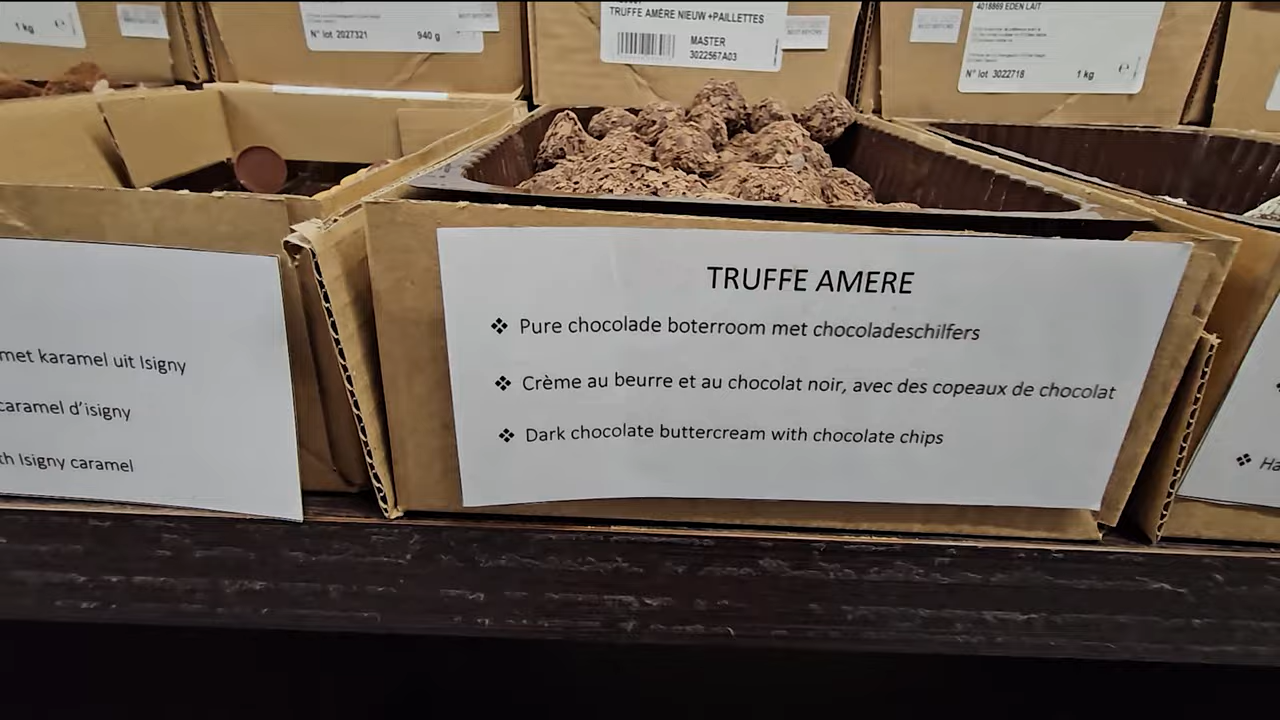 1 kg
N° lot 2027321 940 g
TRUFFE AMÈRE NIEUW +PAILLETTES
MASTER
3022567A03
4018869 EDEN LAIT
N° lot 3022718 1 kg
met karamel uit Isigny
caramel d'isigny
Isigny caramel
TRUFFE AMERE
❖ Pure chocolade boterroom met chocoladeschilfers
❖ Crème au beurre et au chocolat noir, avec des copeaux de chocolat
❖ Dark chocolate buttercream with chocolate chips